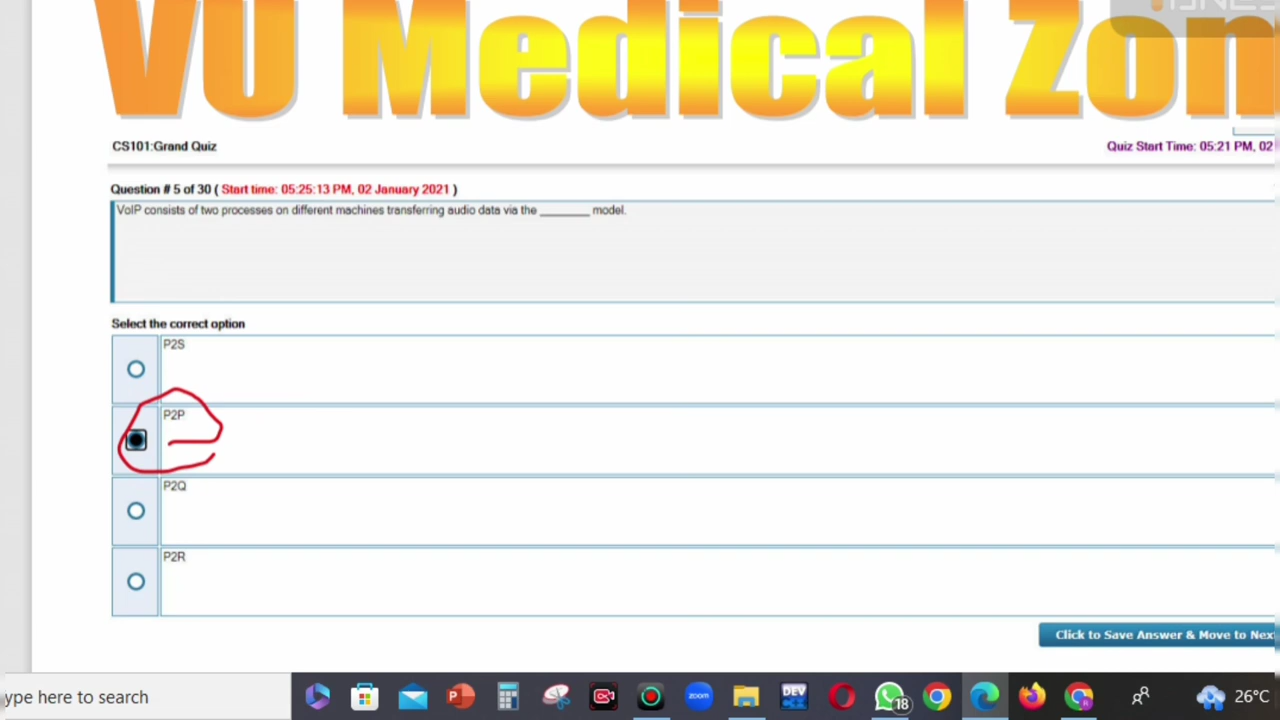 VU Medical Zon
CS101:Grand Quiz
Quiz Start Time: 05:21 PM, 02
Question # 5 of 30 ( Start time: 05:25:13 PM, 02 January 2021 )
VoIP consists of two processes on different machines transferring audio data via the ________ model.
Select the correct option
P2S
P2P
P2Q
P2R
Click to Save Answer & Move to Nex
ype here to search
DEV
zoom
18
26°C